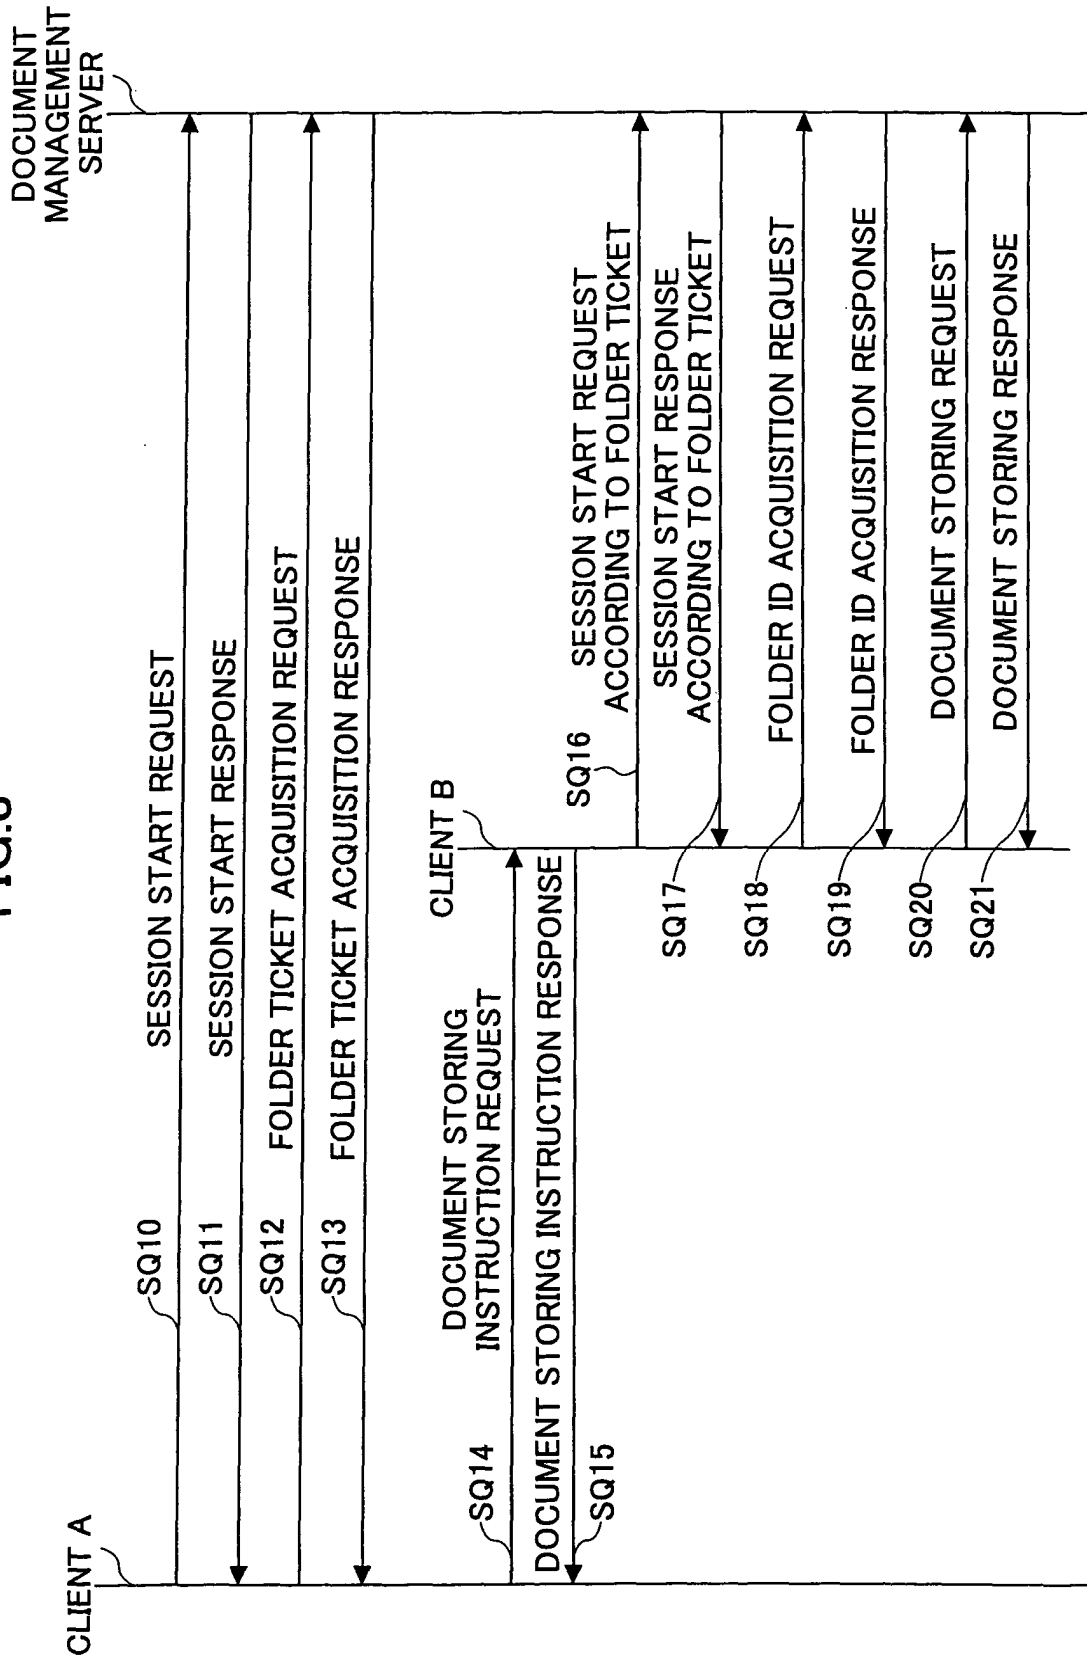 CLIENT A
CLIENT B
DOCUMENT
MANAGEMENT
SERVER
SQ10
SESSION START REQUEST
SQ11
SESSION START RESPONSE
SQ12
FOLDER TICKET ACQUISITION REQUEST
SQ13
FOLDER TICKET ACQUISITION RESPONSE
SQ14
DOCUMENT STORING
INSTRUCTION REQUEST
DOCUMENT STORING INSTRUCTION RESPONSE
SQ15
SQ16
SESSION START REQUEST
ACCORDING TO FOLDER TICKET
SQ17
SESSION START RESPONSE
ACCORDING TO FOLDER TICKET
SQ18
FOLDER ID ACQUISITION REQUEST
SQ19
FOLDER ID ACQUISITION RESPONSE
SQ20
DOCUMENT STORING REQUEST
SQ21
DOCUMENT STORING RESPONSE